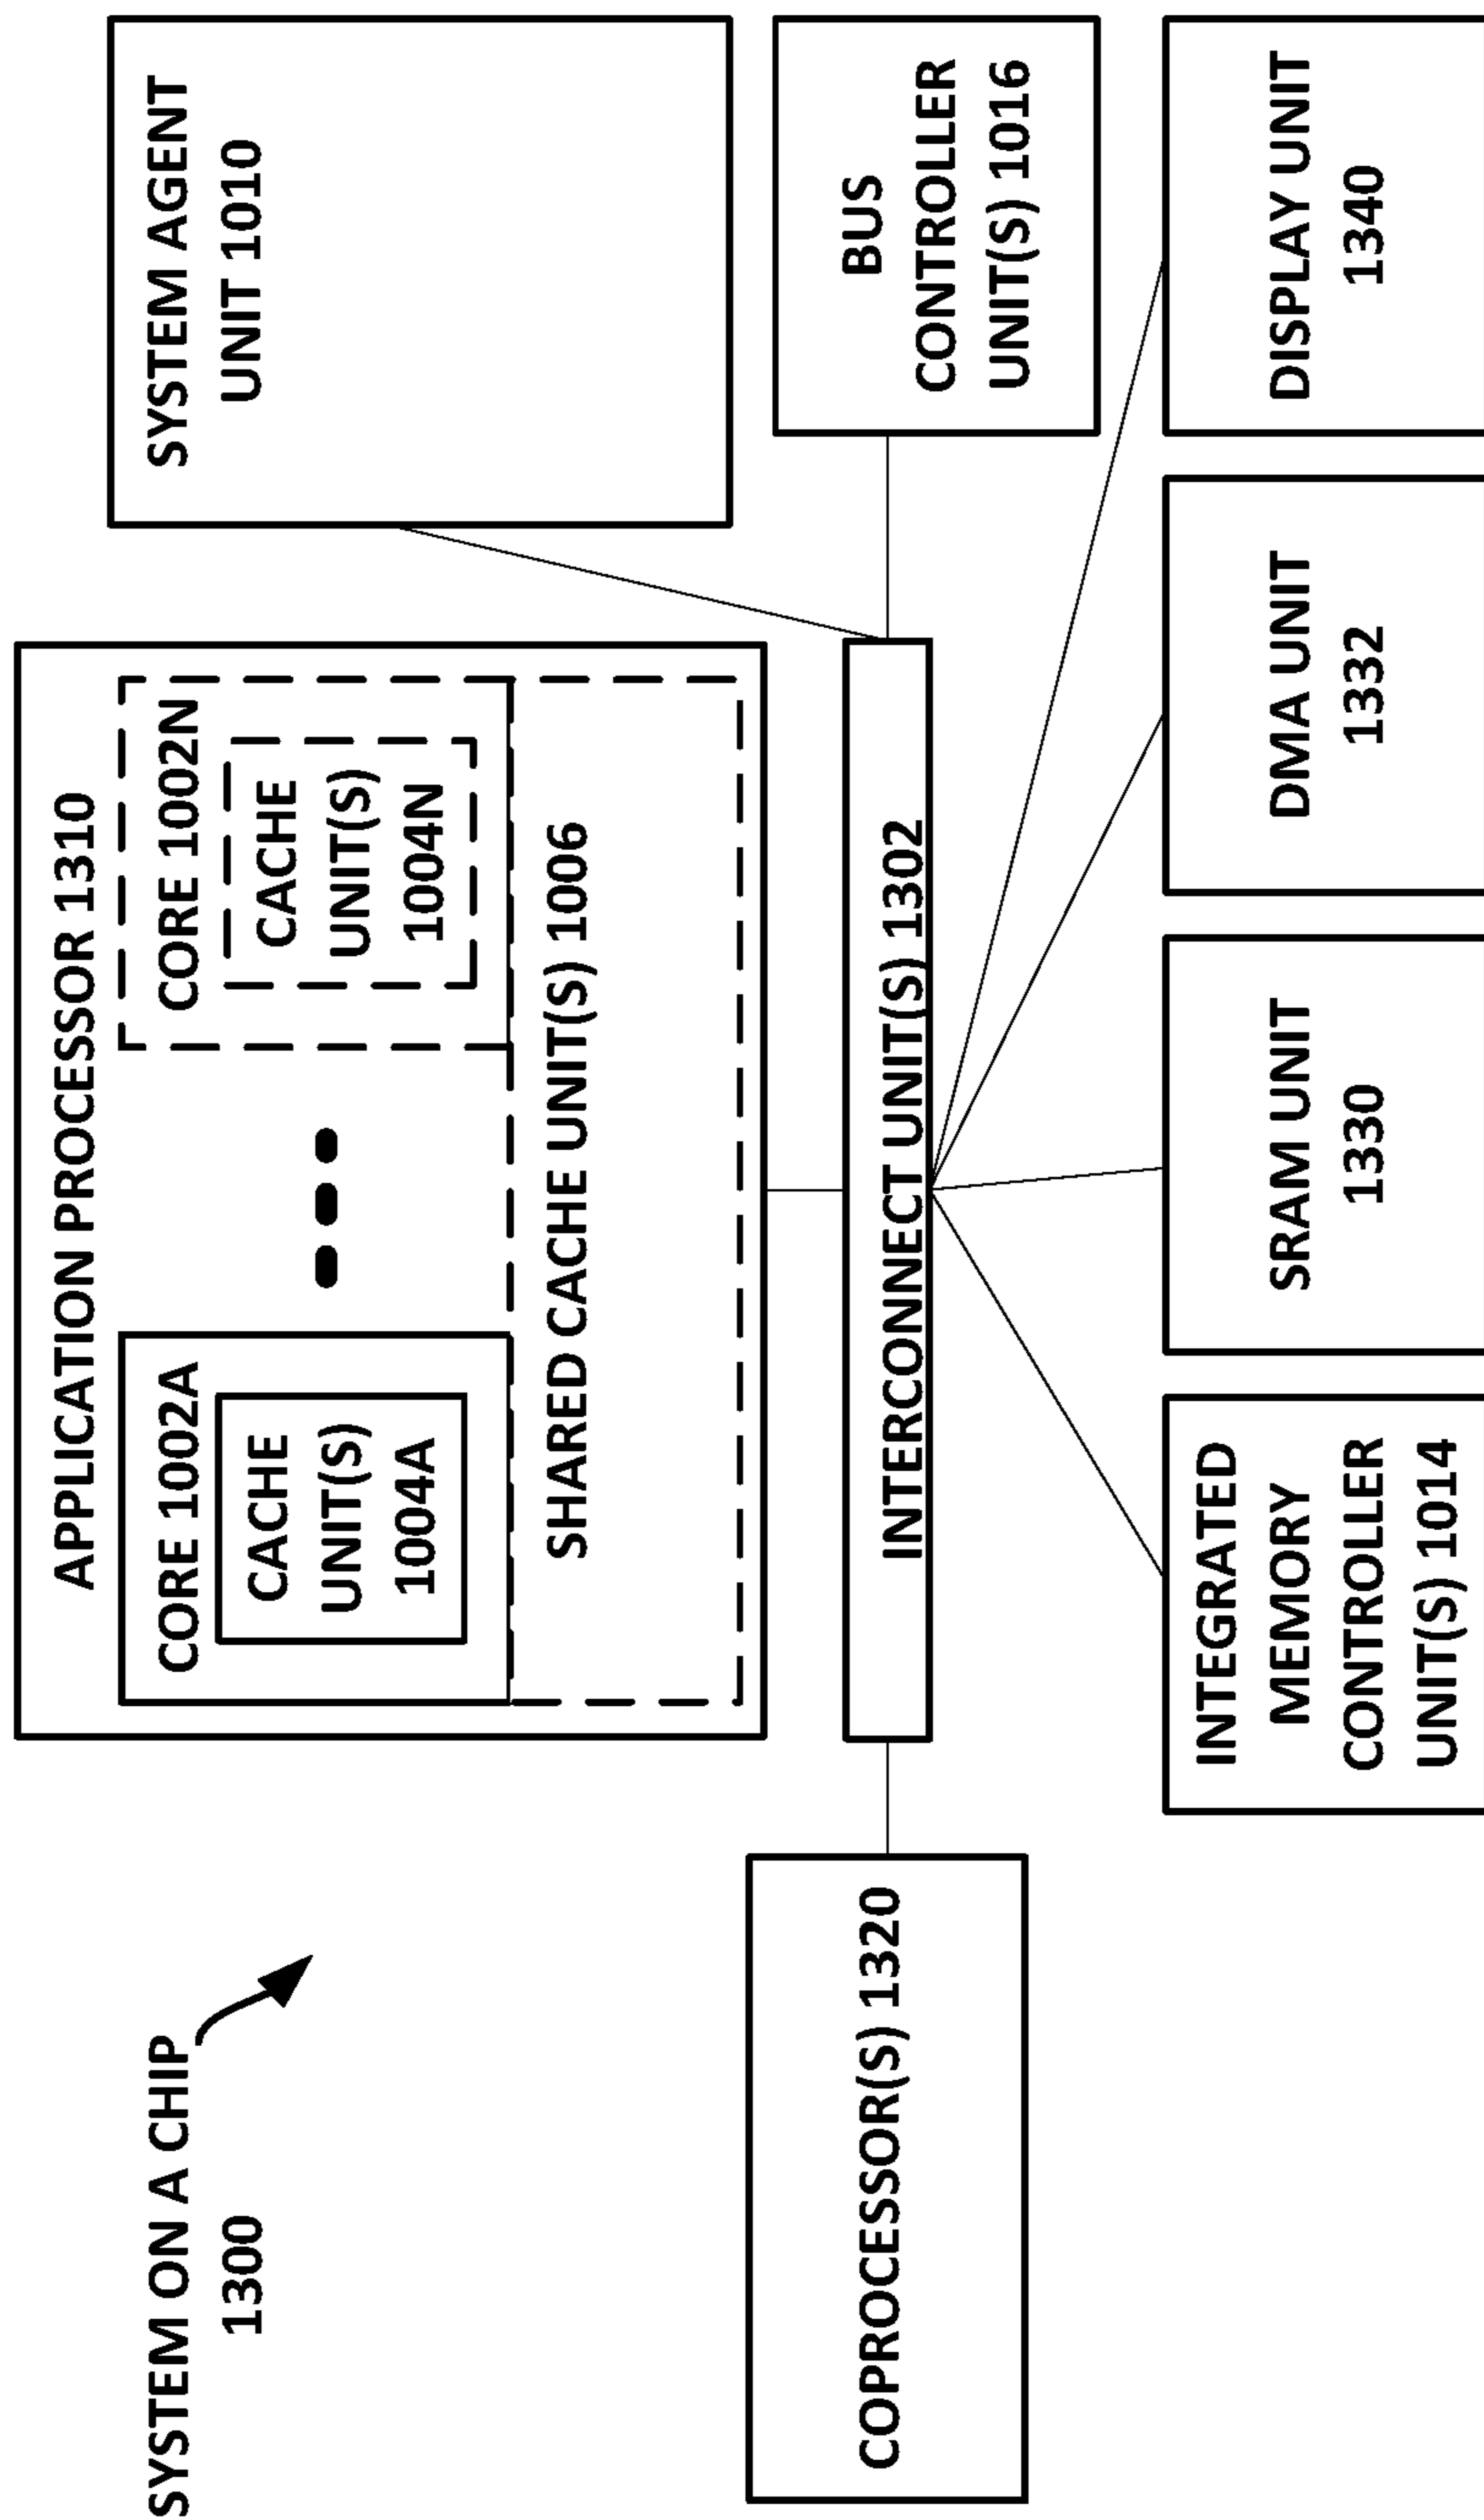 SYSTEM ON A CHIP
1300
APPLICATION PROCESSOR 1310
CORE 1002A
CACHE
UNIT(S)
1004A
CORE 1002N
CACHE
UNIT(S)
1004N
SHARED CACHE UNIT(S) 1006
SYSTEM AGENT
UNIT 1010
COPROCESSOR(S) 1320
INTERCONNECT UNIT(S) 1302
BUS
CONTROLLER
UNIT(S) 1016
INTEGRATED
MEMORY
CONTROLLER
UNIT(S) 1014
SRAM UNIT
1330
DMA UNIT
1332
DISPLAY UNIT
1340